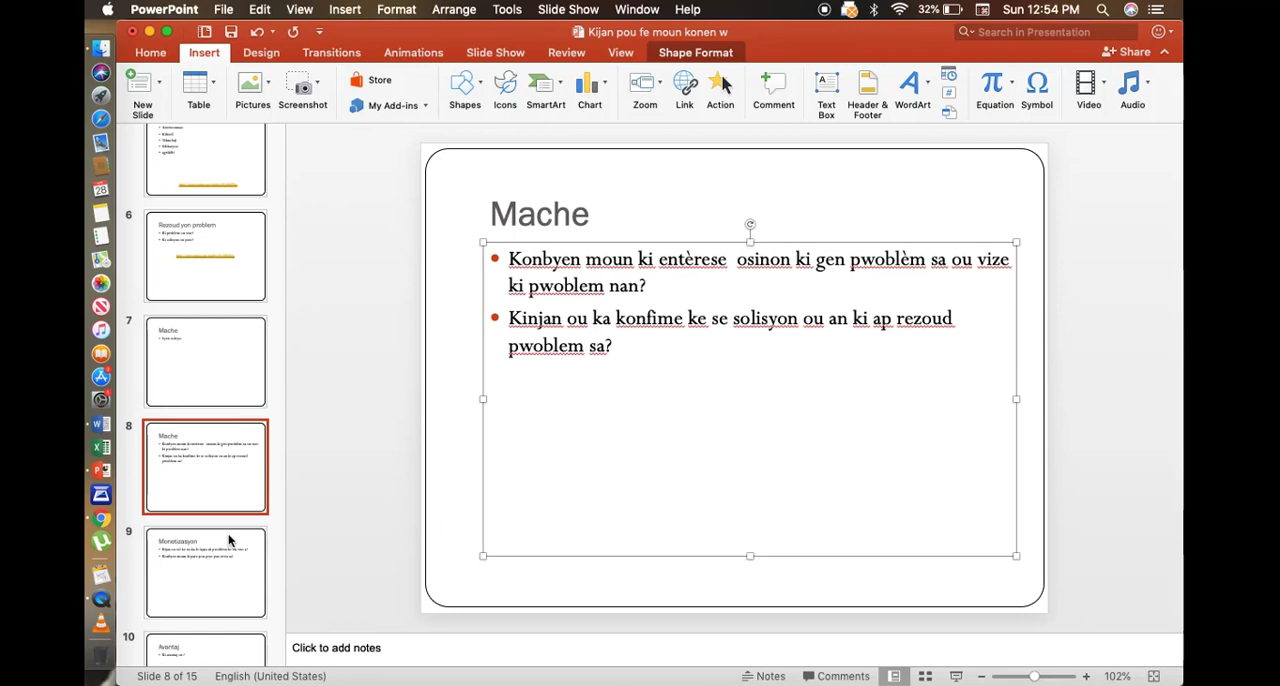 PowerPoint File Edit View Insert Format Arrange Tools Slide Show Window Help 32% Sun 12:54 PM
Kijan pou fe moun konen w
Search in Presentation
Home Insert Design Transitions Animations Slide Show Review View Shape Format Share
New Slide
Table
Pictures
Screenshot
Store
My Add-ins
Shapes
Icons
SmartArt
Chart
Zoom
Link
Action
Comment
Text Box
Header & Footer
WordArt
Equation
Symbol
Video
Audio
6
Rezoud yon problem
7
Mache
8
Mache
9
Monetizasyon
10
Avantaj
Mache
Konbyen moun ki entèrese osinon ki gen pwoblèm sa ou vize
ki pwoblem nan?
Kinjan ou ka konfime ke se solisyon ou an ki ap rezoud
pwoblem sa?
Click to add notes
Slide 8 of 15 English (United States) Notes Comments 102%